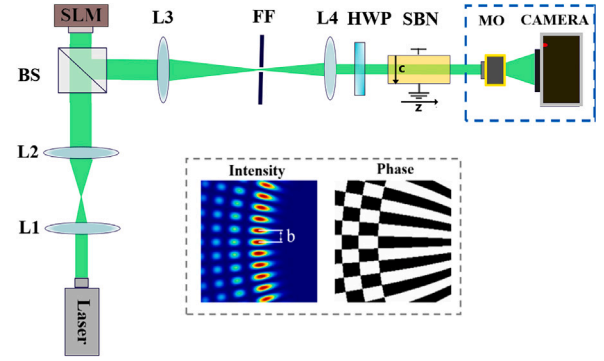 SLM
L3
FF
L4
HWP
SBN
MO
CAMERA
BS
c
z
L2
Intensity
Phase
b
L1
Laser